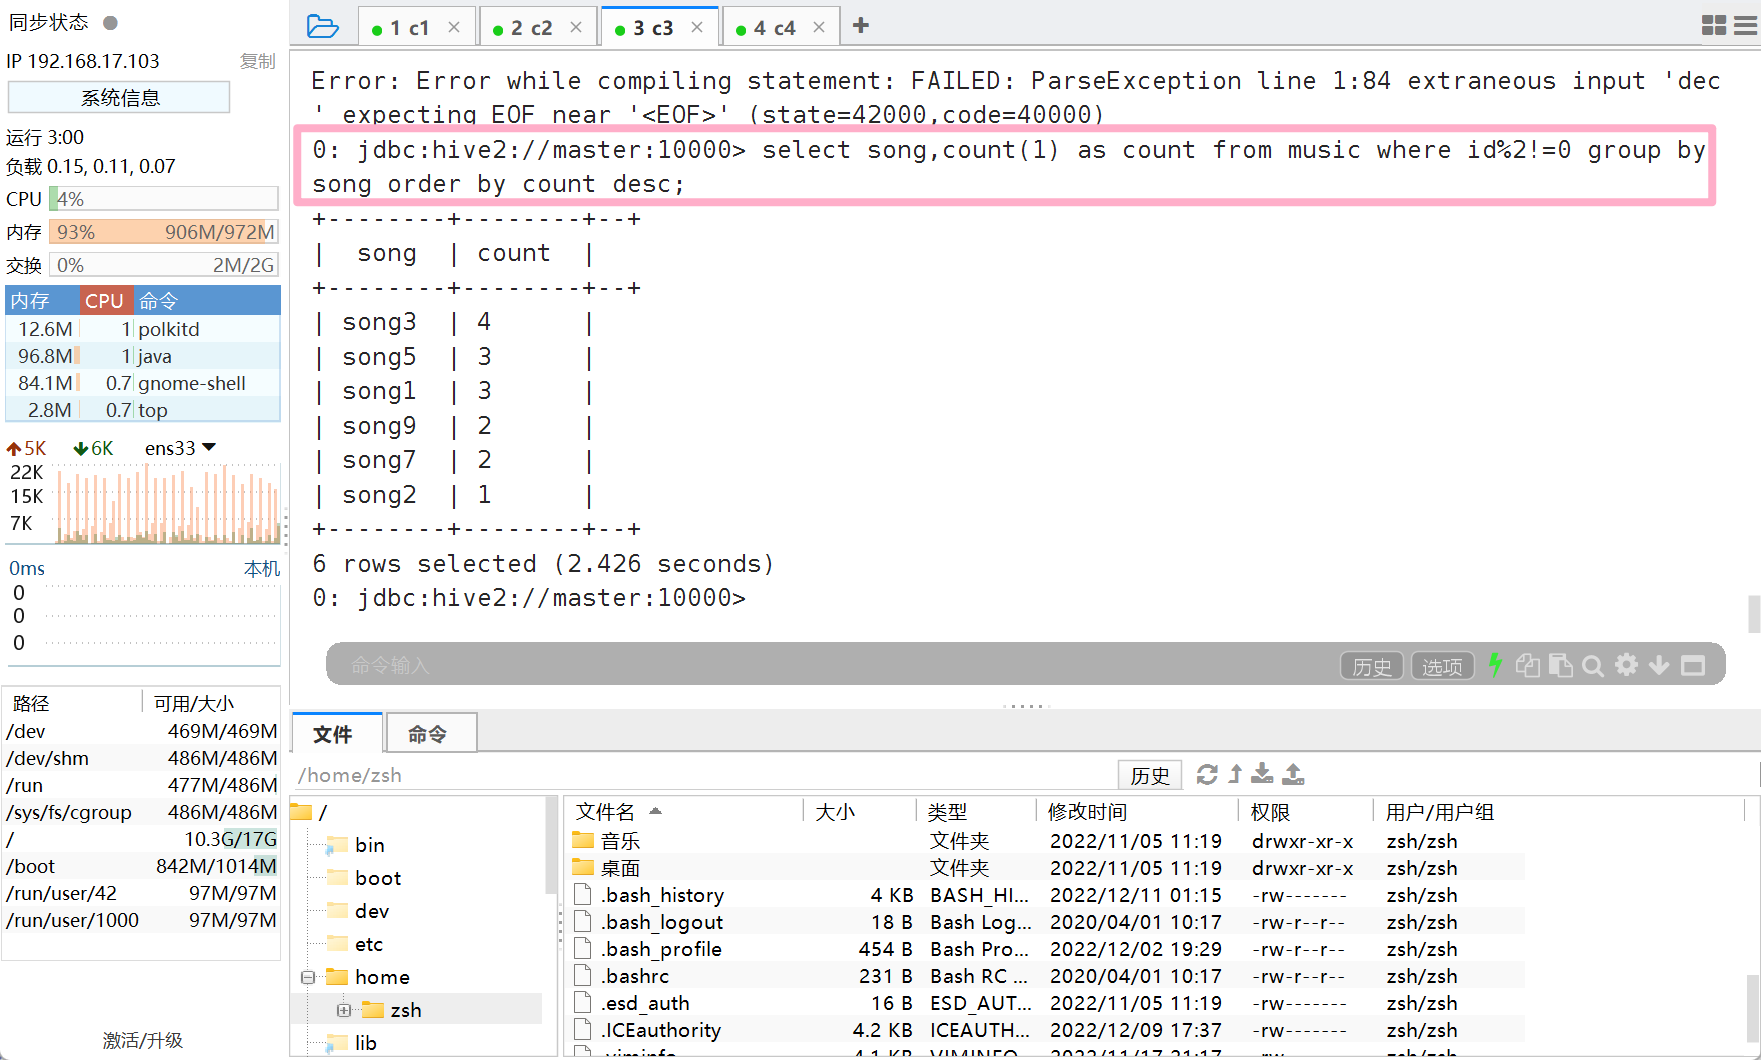 同步状态
IP 192.168.17.103 复制
系统信息
运行 3:00
负载 0.15, 0.11, 0.07
CPU 4%
内存 93% 906M/972M
交换 0% 2M/2G
内存 CPU 命令
12.6M 1 polkitd
96.8M 1 java
84.1M 0.7 gnome-shell
2.8M 0.7 top
5K 6K ens33
22K
15K
7K
0ms 本机
0
0
0
路径 可用/大小
/dev 469M/469M
/dev/shm 486M/486M
/run 477M/486M
/sys/fs/cgroup 486M/486M
/ 10.3G/17G
/boot 842M/1014M
/run/user/42 97M/97M
/run/user/1000 97M/97M
激活/升级
1 c1 × 2 c2 × 3 c3 × 4 c4 × +
Error: Error while compiling statement: FAILED: ParseException line 1:84 extraneous input 'dec
' expecting EOF near '<EOF>' (state=42000,code=40000)
0: jdbc:hive2://master:10000> select song,count(1) as count from music where id%2!=0 group by
song order by count desc;
+--------+--------+--+
| song | count |
+--------+--------+--+
| song3 | 4 |
| song5 | 3 |
| song1 | 3 |
| song9 | 2 |
| song7 | 2 |
| song2 | 1 |
+--------+--------+--+
6 rows selected (2.426 seconds)
0: jdbc:hive2://master:10000>
命令输入 历史 选项
文件 命令
/home/zsh 历史
/
bin
boot
dev
etc
home
zsh
lib
文件名 大小 类型 修改时间 权限 用户/用户组
音乐 文件夹 2022/11/05 11:19 drwxr-xr-x zsh/zsh
桌面 文件夹 2022/11/05 11:19 drwxr-xr-x zsh/zsh
.bash_history 4 KB BASH_HI... 2022/12/11 01:15 -rw------- zsh/zsh
.bash_logout 18 B Bash Log... 2020/04/01 10:17 -rw-r--r-- zsh/zsh
.bash_profile 454 B Bash Pro... 2022/12/02 19:29 -rw-r--r-- zsh/zsh
.bashrc 231 B Bash RC ... 2020/04/01 10:17 -rw-r--r-- zsh/zsh
.esd_auth 16 B ESD_AUT... 2022/11/05 11:19 -rw------- zsh/zsh
.ICEauthority 4.2 KB ICEAUTH... 2022/12/09 17:37 -rw------- zsh/zsh
.viminfo 4.1 KB VIMINFO 2022/11/17 21:17 -rw------- zsh/zsh